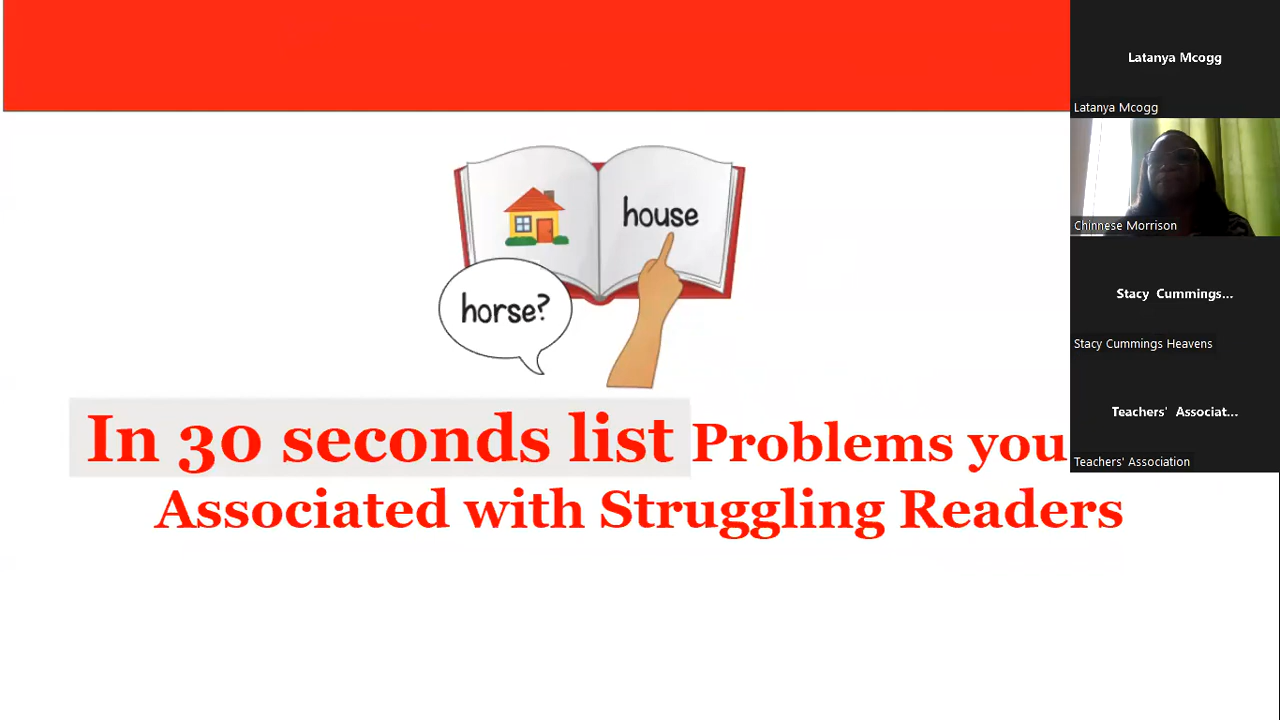 house
horse?
In 30 seconds list Problems you
Associated with Struggling Readers
Latanya Mcogg
Latanya Mcogg
Chinnese Morrison
Stacy Cummings...
Stacy Cummings Heavens
Teachers' Associat...
Teachers' Association